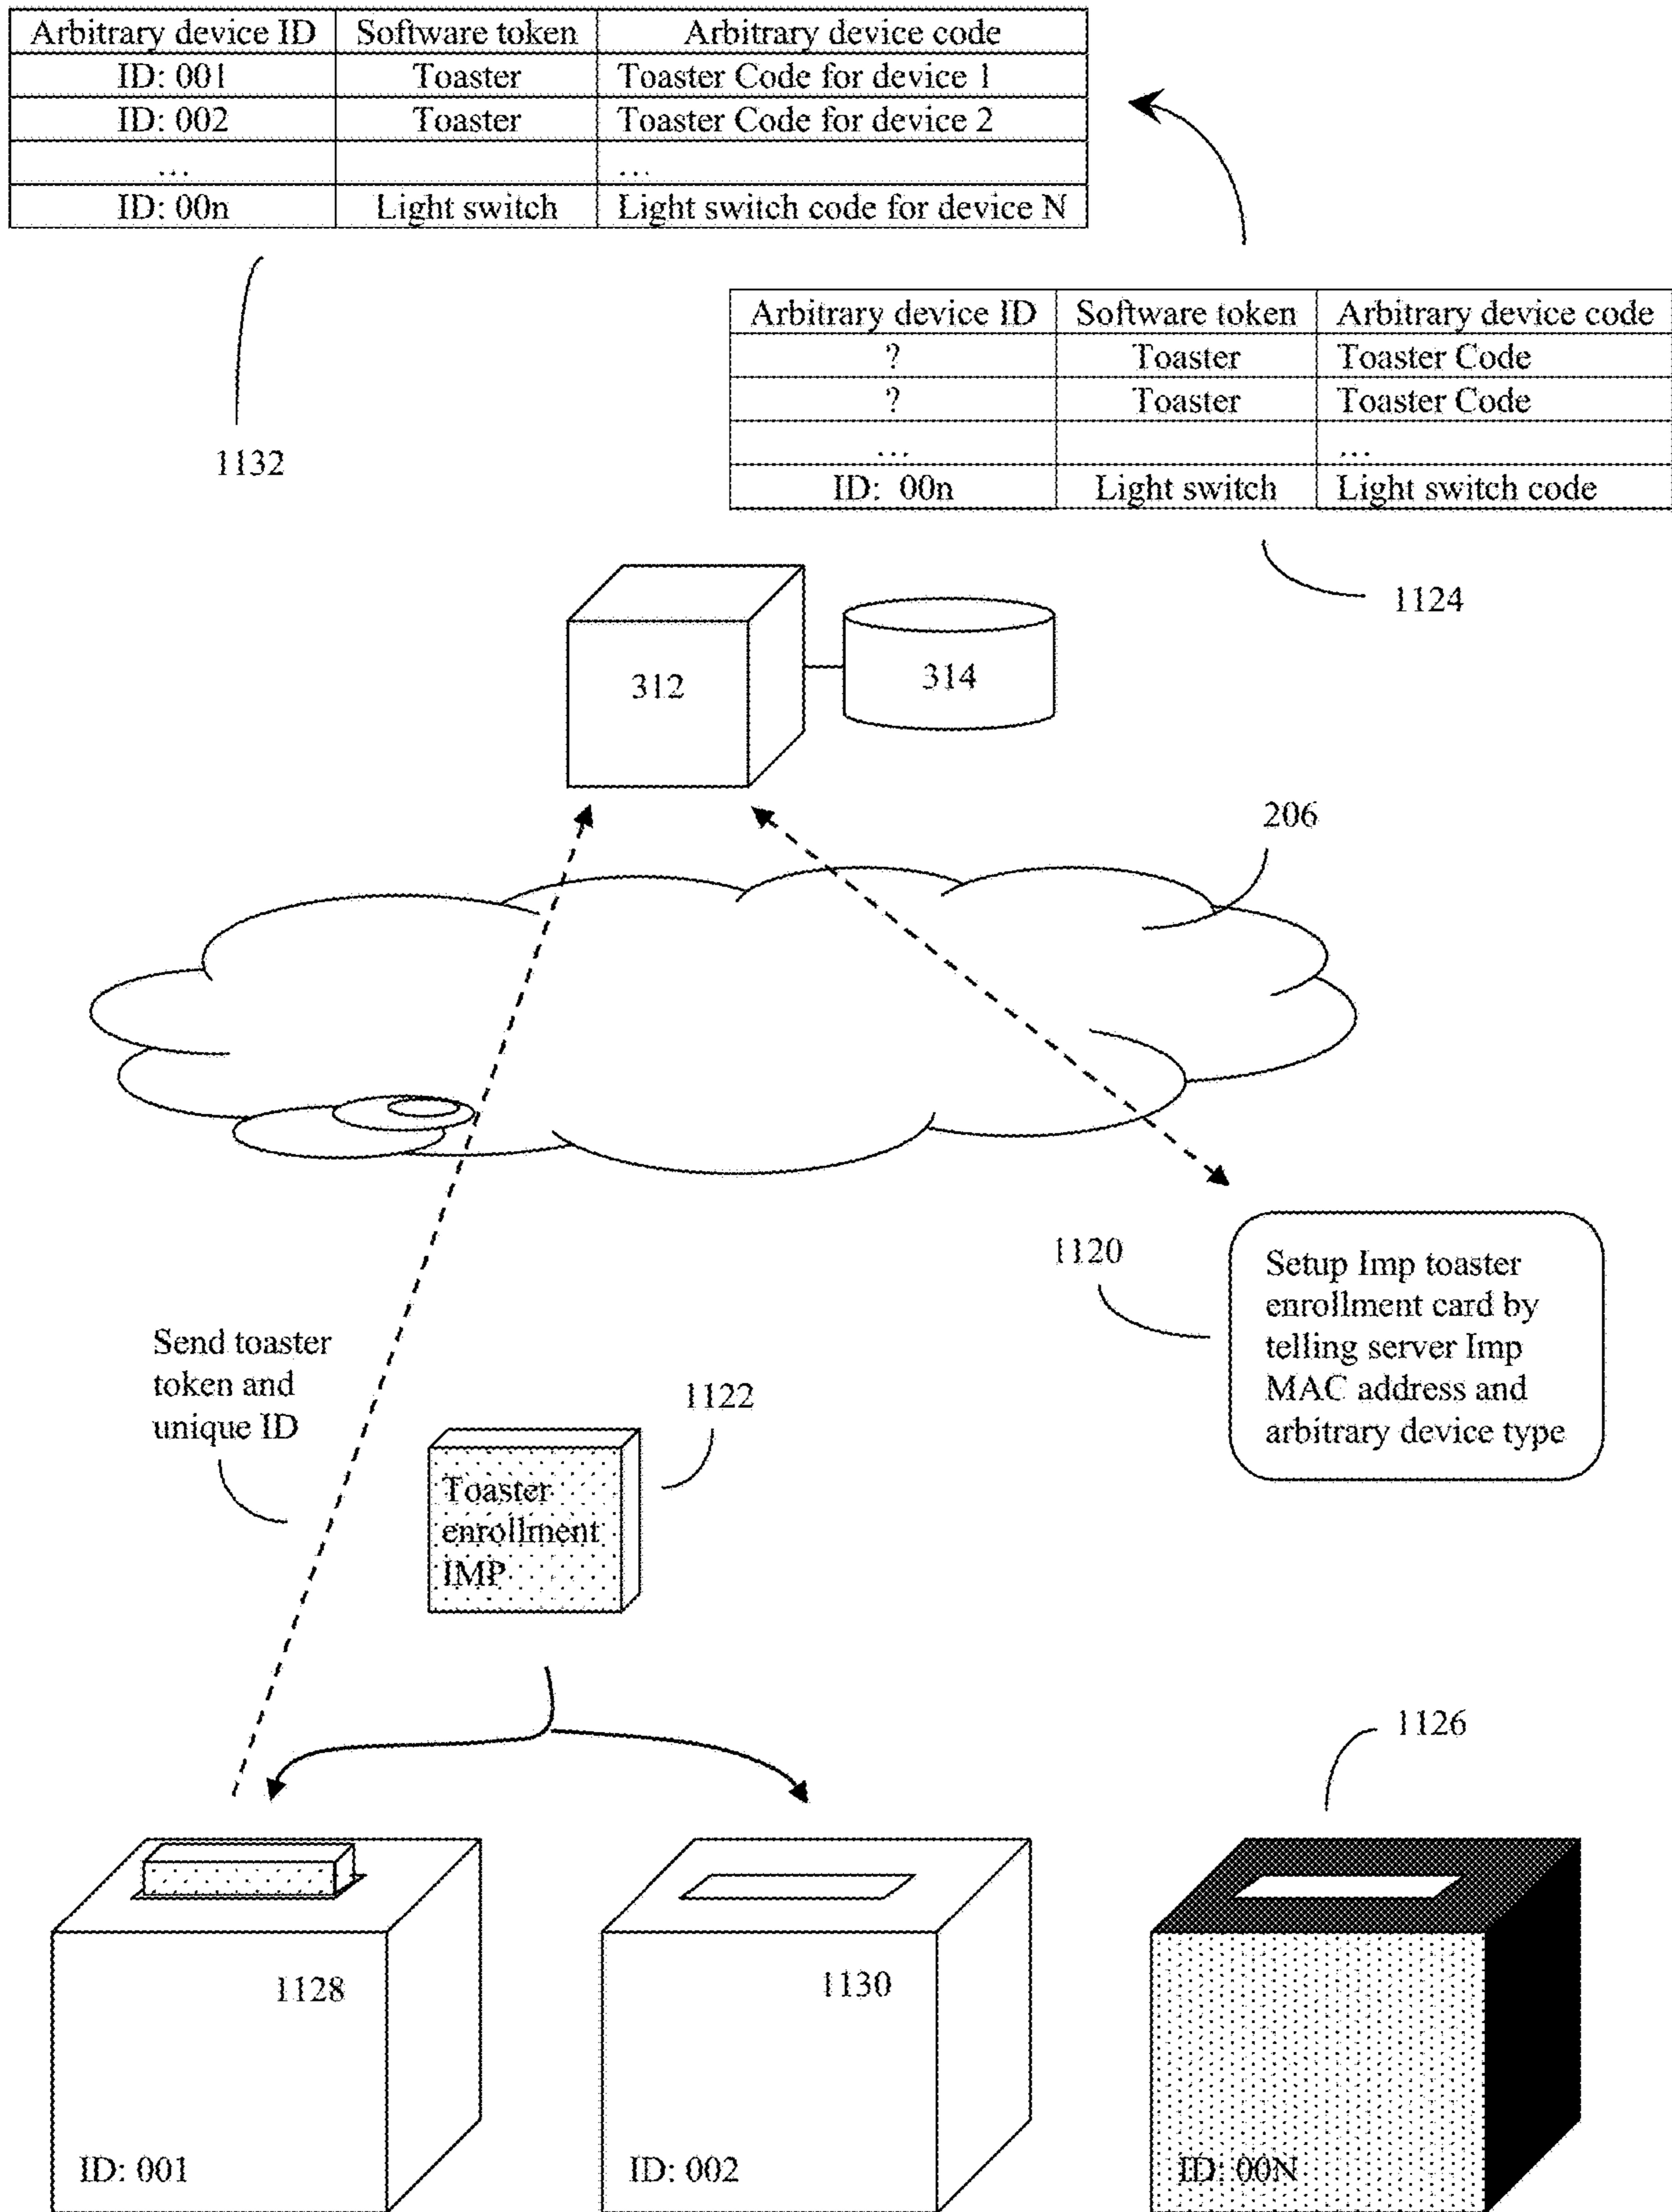 Arbitrary device ID Software token Arbitrary device code
ID: 001 Toaster Toaster Code for device 1
ID: 002 Toaster Toaster Code for device 2
... ...
ID: 00n Light switch Light switch code for device N
1132
Arbitrary device ID Software token Arbitrary device code
? Toaster Toaster Code
? Toaster Toaster Code
... ...
ID: 00n Light switch Light switch code
1124
312
314
206
1120
Setup Imp toaster
enrollment card by
telling server Imp
MAC address and
arbitrary device type
Send toaster
token and
unique ID
1122
Toaster
enrollment
IMP
1126
1128
1130
ID: 001
ID: 002
ID: 00N